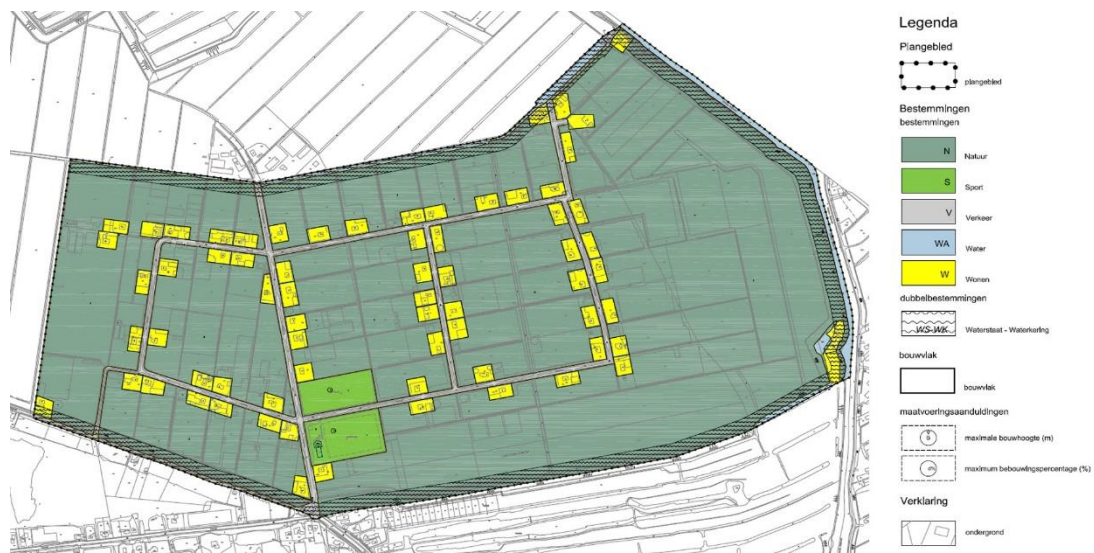 Legenda
Plangebied
plangebied
Bestemmingen
bestemmingen
N Natuur
S Sport
V Verkeer
WA Water
W Wonen
dubbelbestemmingen
WS-WK Waterstaat - Waterkering
bouwvlak
bouwvlak
maatvoeringsaanduidingen
maximale bouwhoogte (m)
maximum bebouwingspercentage (%)
Verklaring
ondergrond